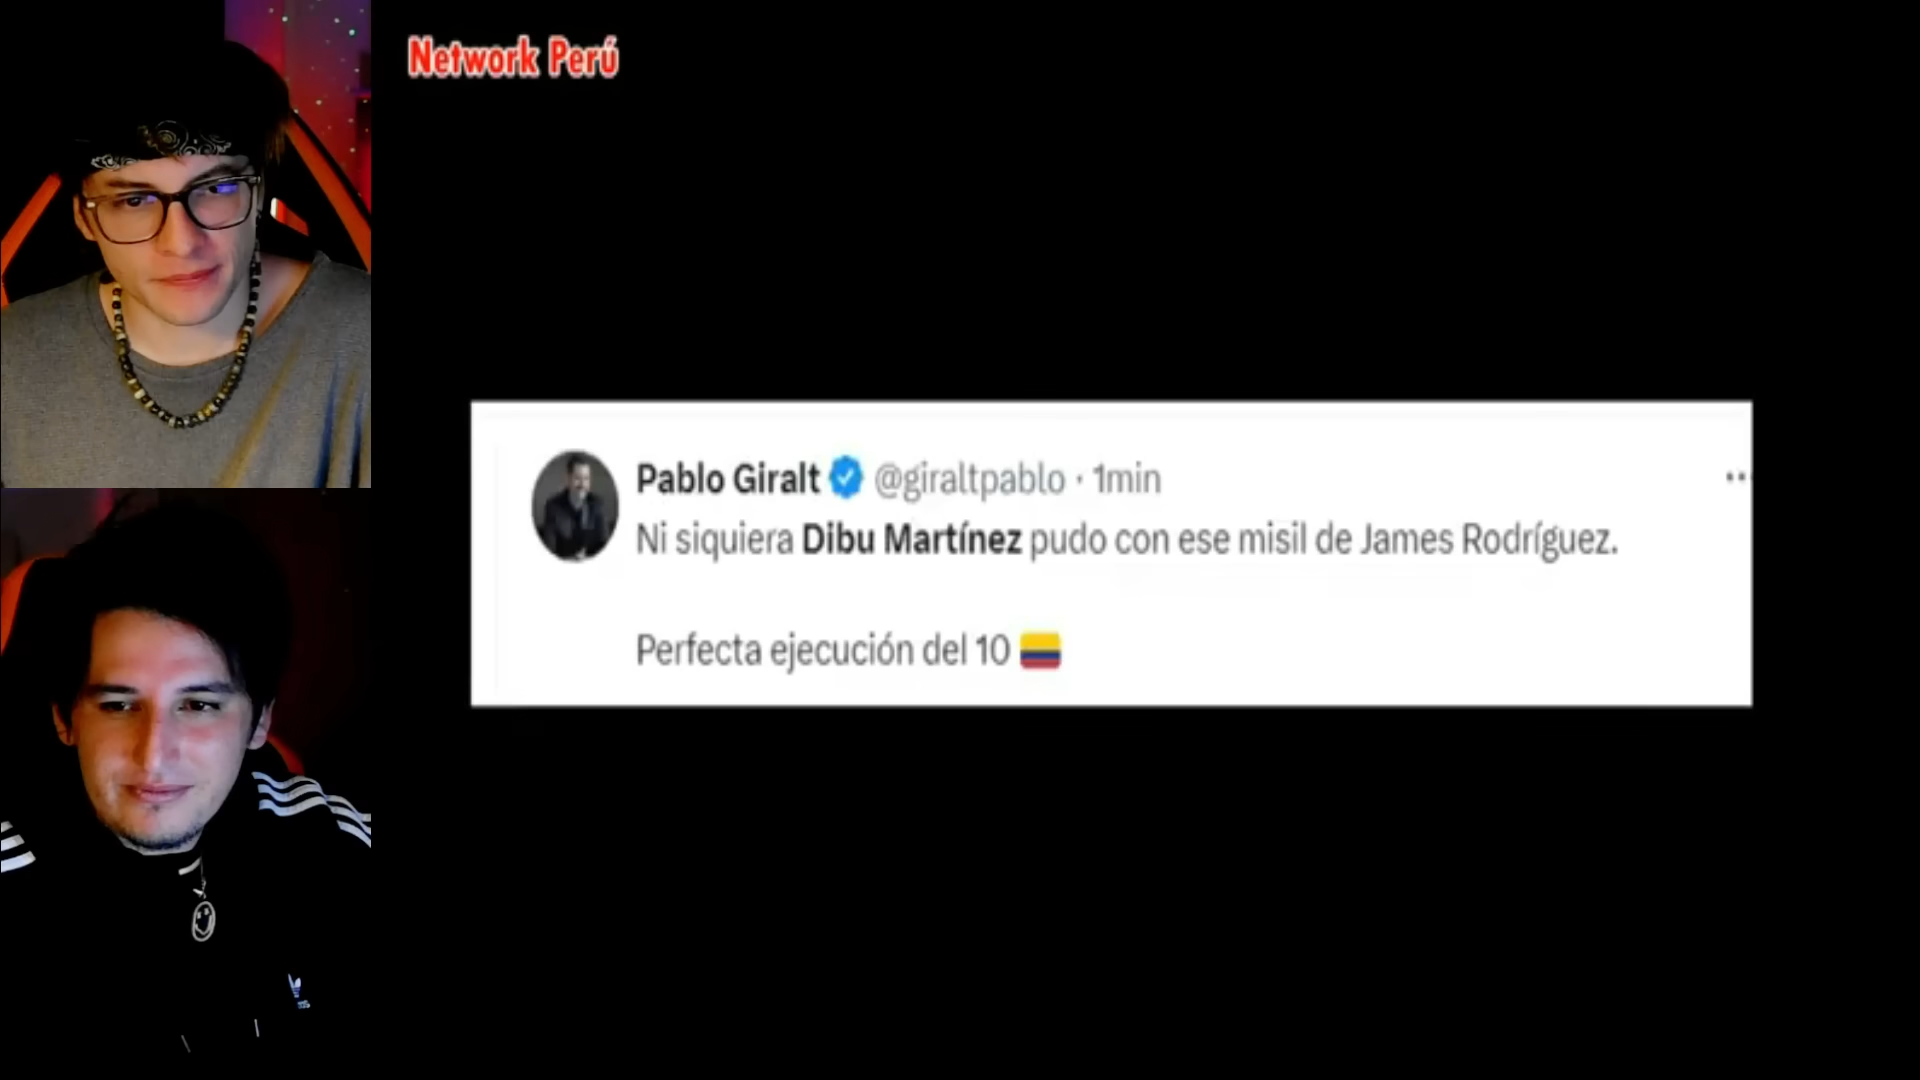 Network Perú
Pablo Giralt @giraltpablo · 1min
Ni siquiera Dibu Martínez pudo con ese misil de James Rodríguez.
Perfecta ejecución del 10 🇨🇴